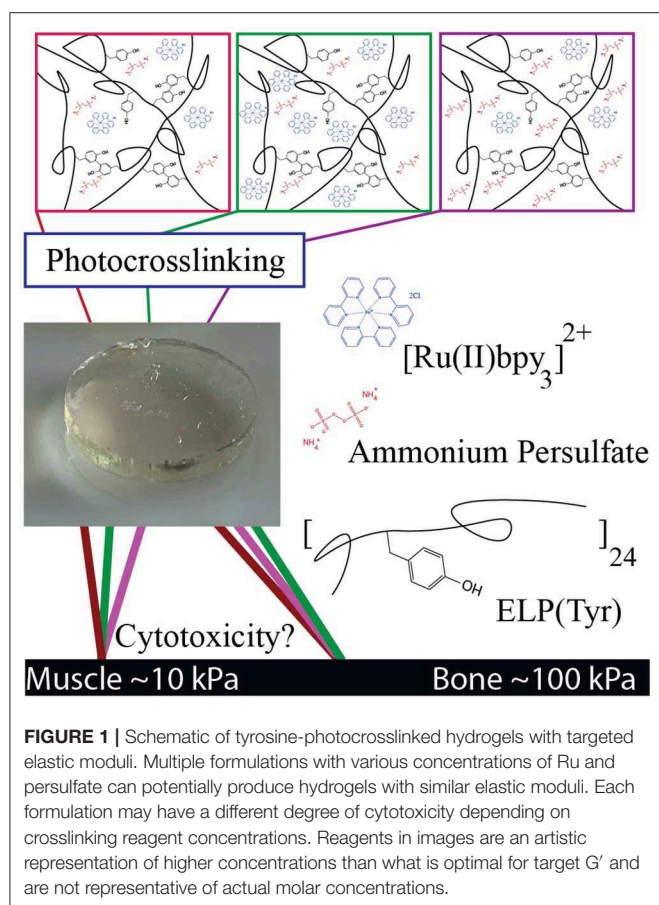 Photocrosslinking
2Cl
[Ru(II)bpy3]2+
NH4+
NH4+
Ammonium Persulfate
[ ]24
OH
ELP(Tyr)
Cytotoxicity?
Muscle ~10 kPa Bone ~100 kPa
FIGURE 1 | Schematic of tyrosine-photocrosslinked hydrogels with targeted
elastic moduli. Multiple formulations with various concentrations of Ru and
persulfate can potentially produce hydrogels with similar elastic moduli. Each
formulation may have a different degree of cytotoxicity depending on
crosslinking reagent concentrations. Reagents in images are an artistic
representation of higher concentrations than what is optimal for target G′ and
are not representative of actual molar concentrations.